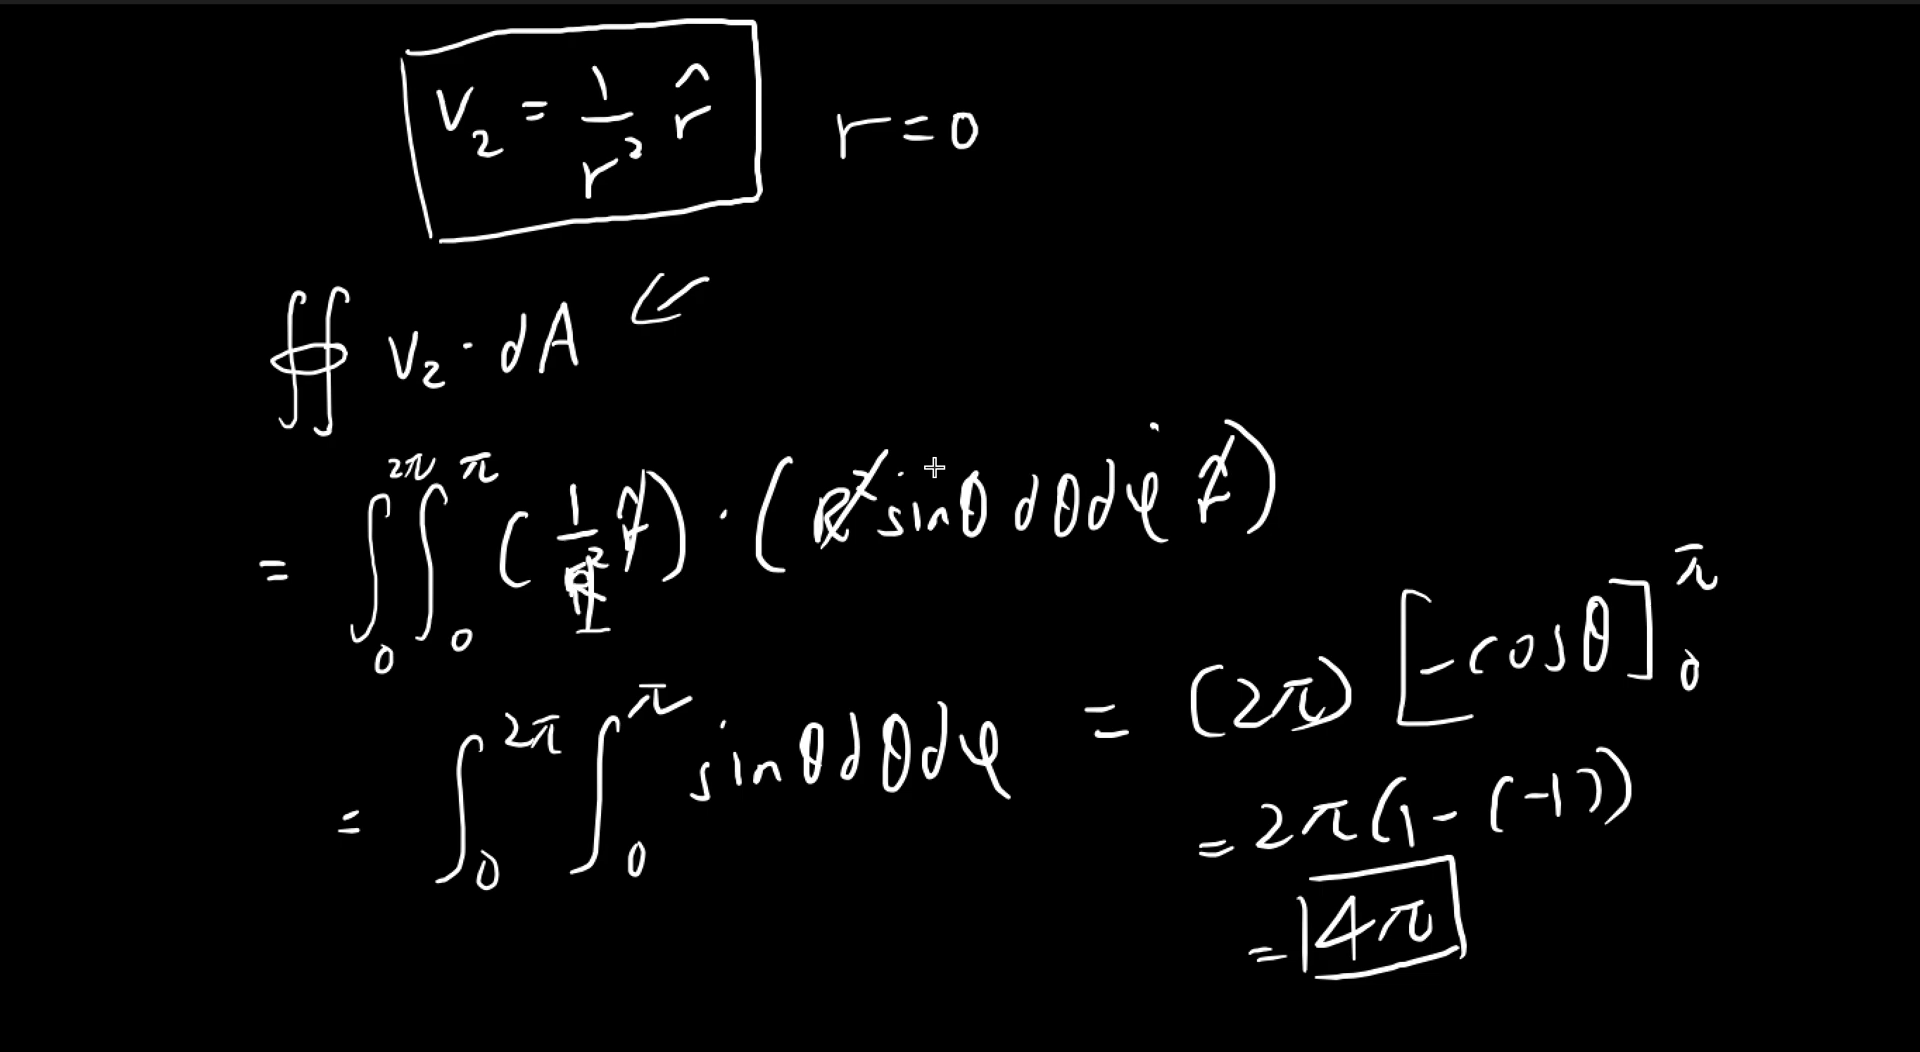 V₂ = 1/r² r̂    r = 0
∯ V₂ · dA
= ∫₀^2π ∫₀^π (1/R² r̂) · (R² sinθ dθ dφ r̂)
= ∫₀^2π ∫₀^π sinθ dθ dφ = (2π) [-cosθ]₀^π
= 2π(1 - (-1))
= 4π